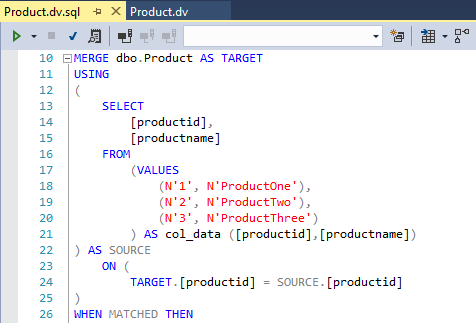 Product.dv.sql Product.dv
10 MERGE dbo.Product AS TARGET
11 USING
12 (
13 SELECT
14 [productid],
15 [productname]
16 FROM
17 (VALUES
18 (N'1', N'ProductOne'),
19 (N'2', N'ProductTwo'),
20 (N'3', N'ProductThree')
21 ) AS col_data ([productid],[productname])
22 ) AS SOURCE
23 ON (
24 TARGET.[productid] = SOURCE.[productid]
25 )
26 WHEN MATCHED THEN